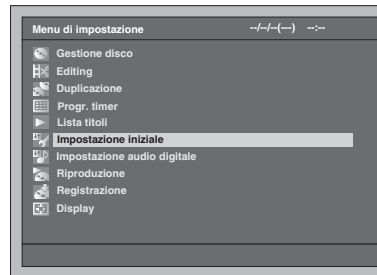 Menu di impostazione --/--/--(---) --:--
Gestione disco
Editing
Duplicazione
Progr. timer
Lista titoli
Impostazione iniziale
Impostazione audio digitale
Riproduzione
Registrazione
Display